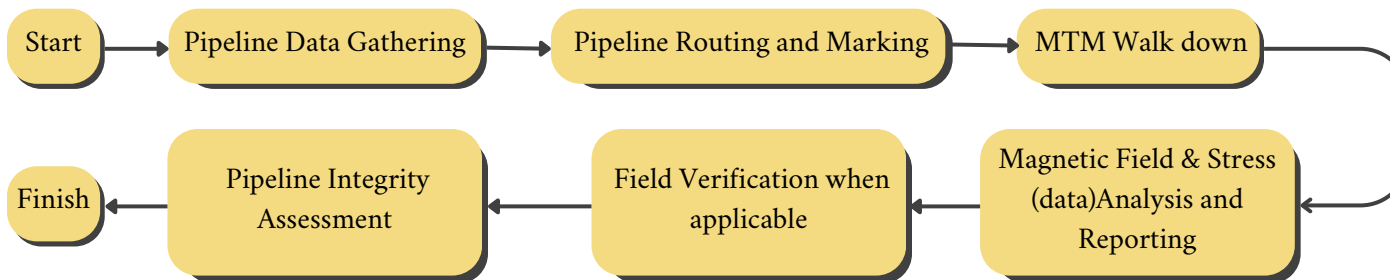 Start
Pipeline Data Gathering
Pipeline Routing and Marking
MTM Walk down
Magnetic Field & Stress
(data)Analysis and
Reporting
Field Verification when
applicable
Pipeline Integrity
Assessment
Finish